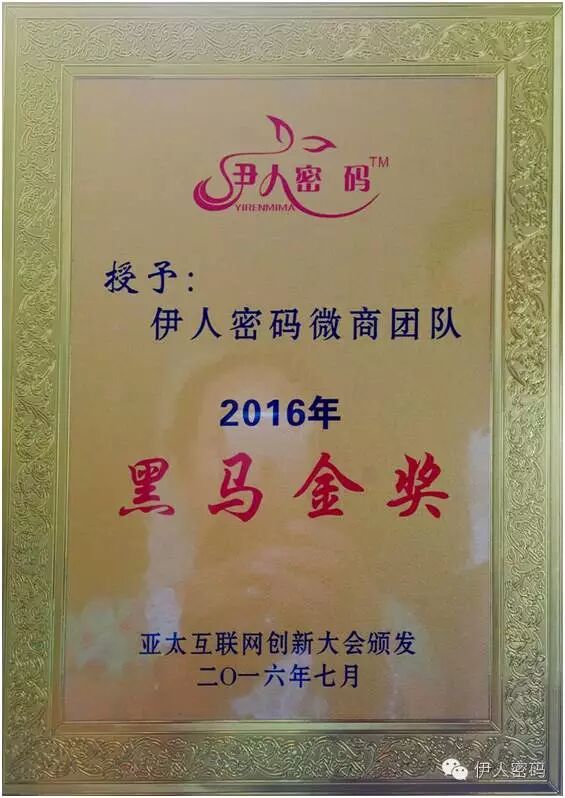 伊人密码™
YIRENMIMA
授予:
伊人密码微商团队
2016年
黑马金奖
亚太互联网创新大会颁发
二〇一六年七月
伊人密码